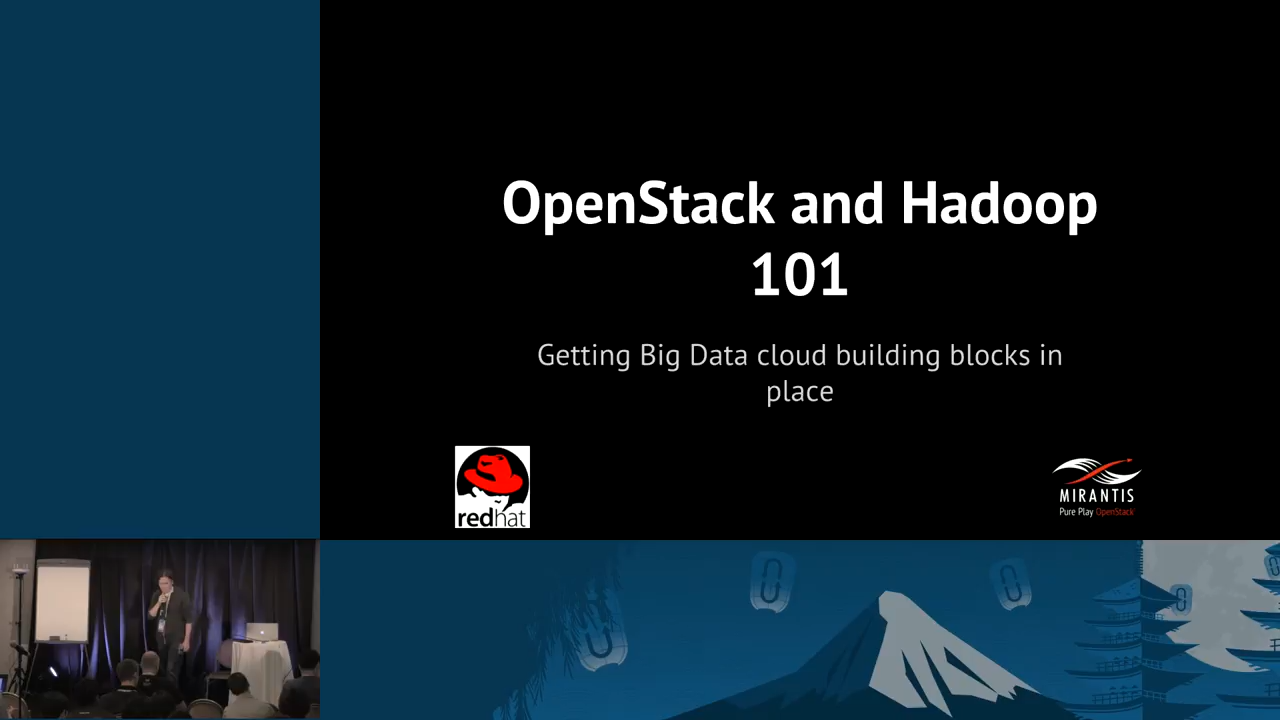 OpenStack and Hadoop
101
Getting Big Data cloud building blocks in
place
redhat
MIRANTIS
Pure Play OpenStack